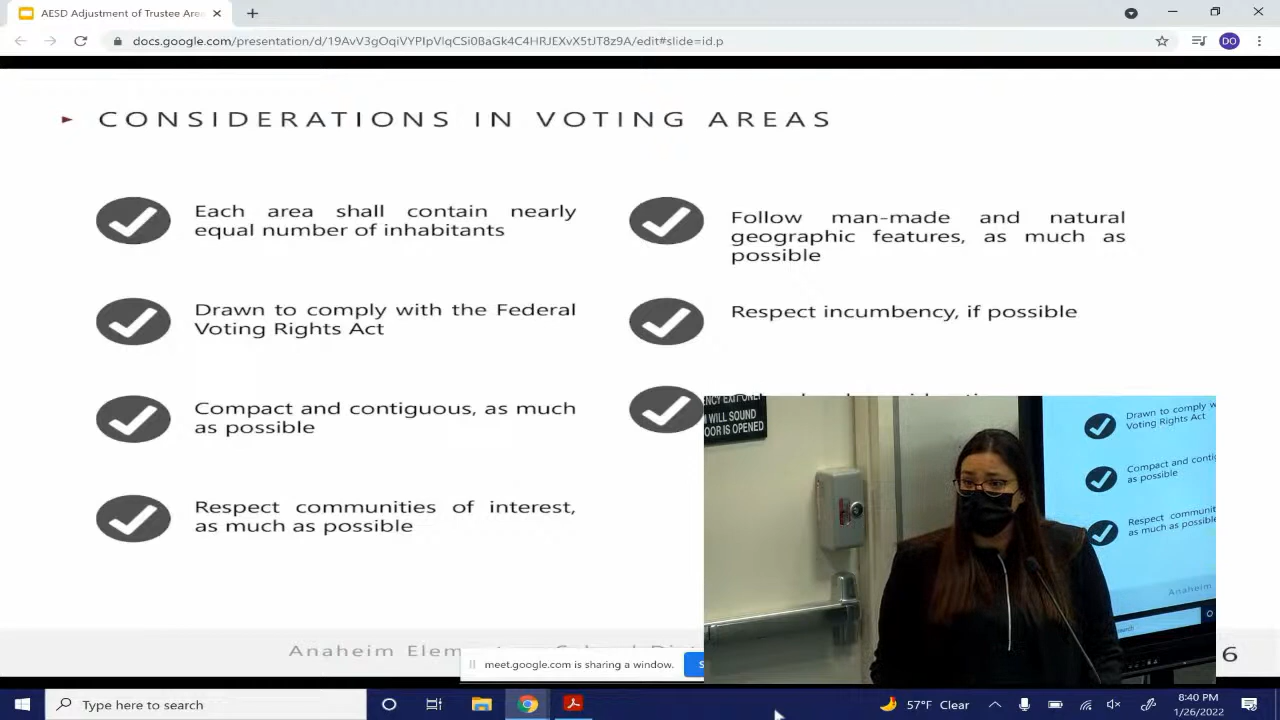 AESD Adjustment of Trustee Area
docs.google.com/presentation/d/19AvV3gOqiVYPIpVlqCSi0BaGk4C4HRJEXvX5tJT8z9A/edit#slide=id.p
DO
CONSIDERATIONS IN VOTING AREAS
Each area shall contain nearly
equal number of inhabitants
Drawn to comply with the Federal
Voting Rights Act
Compact and contiguous, as much
as possible
Respect communities of interest,
as much as possible
Follow man-made and natural
geographic features, as much as
possible
Respect incumbency, if possible
WILL SOUND
IS OPENED
Drawn to comply w
Voting Rights Act
Compact and contig
as possible
Respect communit
as much as possible
Anaheim
Anaheim Elem
meet.google.com is sharing a window.
6
Type here to search
57°F Clear
8:40 PM
1/26/2022